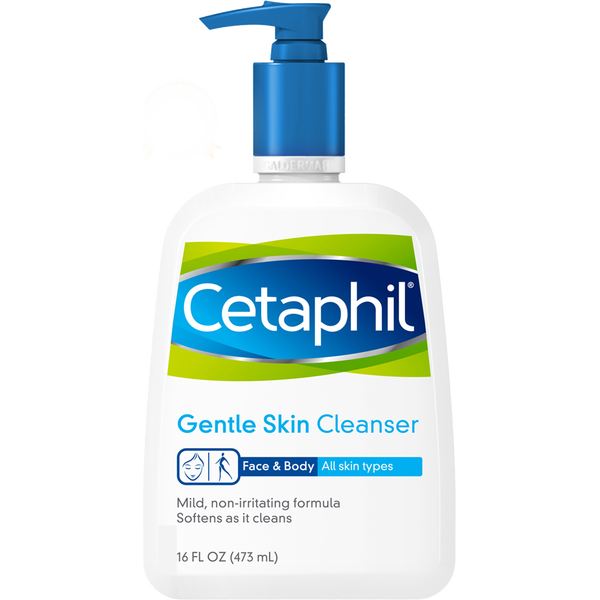 GALDERMA
Cetaphil®
Gentle Skin Cleanser
Face & Body All skin types
Mild, non-irritating formula
Softens as it cleans
16 FL OZ (473 mL)